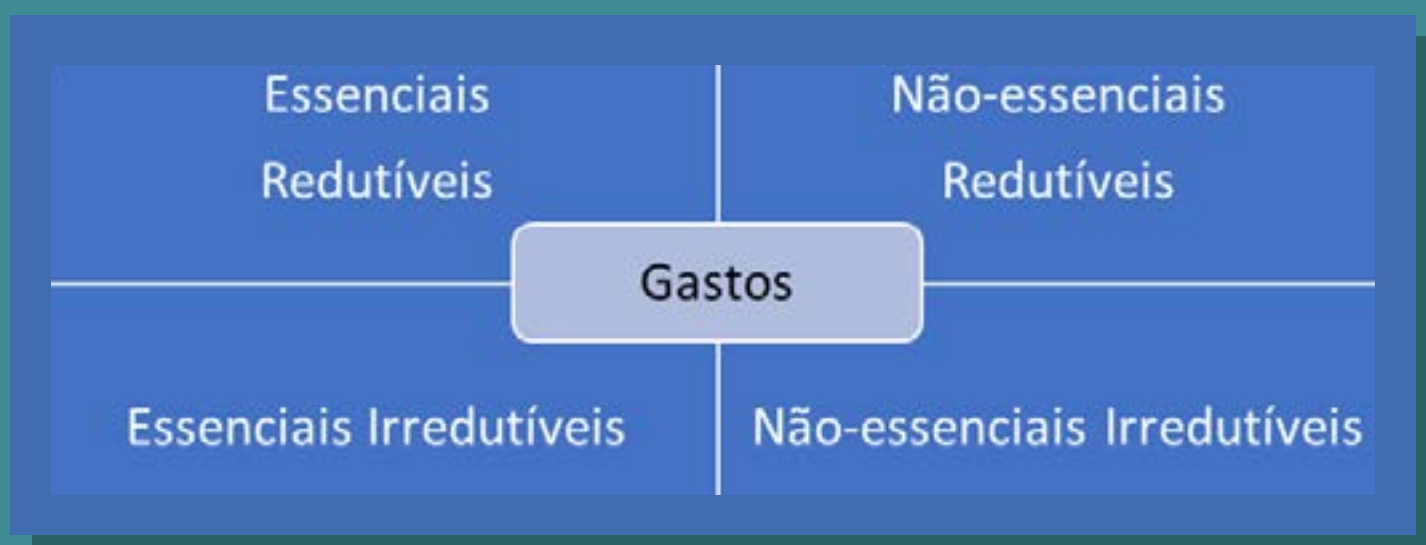 Essenciais
Redutíveis
Não-essenciais
Redutíveis
Gastos
Essenciais Irredutíveis
Não-essenciais Irredutíveis